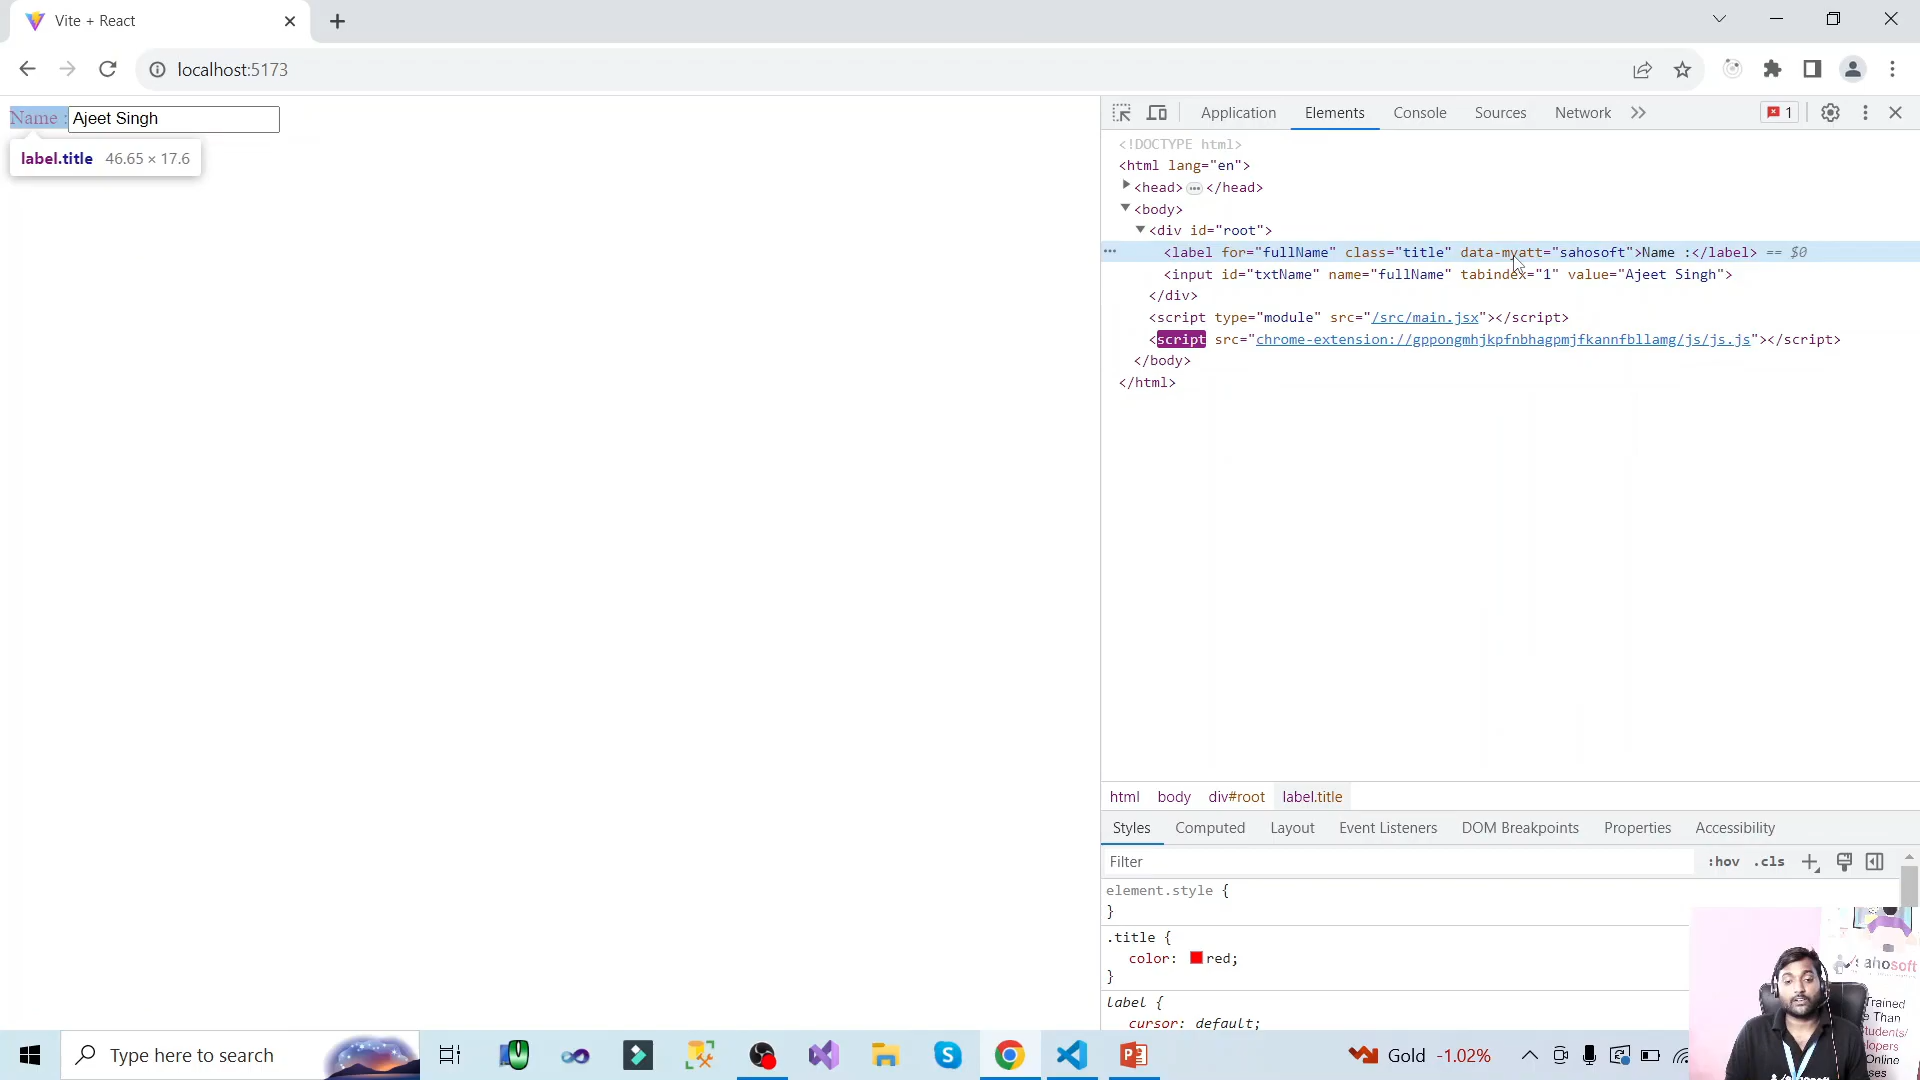 Vite + React
localhost:5173
Name :
Ajeet Singh
label.title 46.65 × 17.6
Application Elements Console Sources Network 1
<!DOCTYPE html>
<html lang="en">
<head> </head>
<body>
<div id="root">
<label for="fullName" class="title" data-myatt="sahosoft">Name :</label> == $0
<input id="txtName" name="fullName" tabindex="1" value="Ajeet Singh">
</div>
<script type="module" src="/src/main.jsx"></script>
<script src="chrome-extension://gppongmhjkpfnbhagpmjfkannfbllamg/js/js.js"></script>
</body>
</html>
html body div#root label.title
Styles Computed Layout Event Listeners DOM Breakpoints Properties Accessibility
Filter :hov .cls
element.style {
}
.title {
color: red;
}
label {
cursor: default;
sahosoft
Trained
Than
Students/
Online
Type here to search
Gold -1.02%